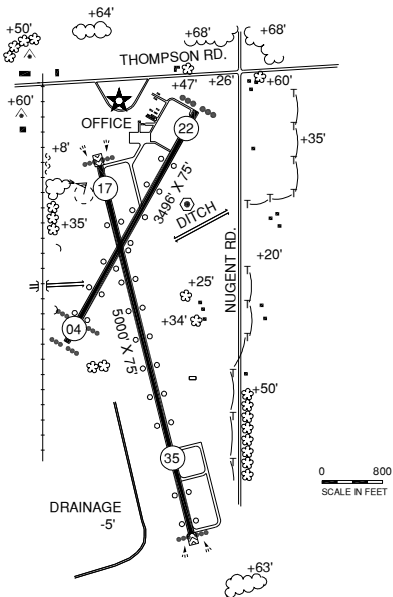 +64'
+50'
+68'
+68'
THOMPSON RD.
+47'
+26'
+60'
+60'
OFFICE
22
+35'
+8'
17
3496' X 75'
DITCH
+35'
NUGENT RD.
+20'
+25'
04
+34'
5000' X 75'
+50'
35
0 800
SCALE IN FEET
DRAINAGE
-5'
+63'